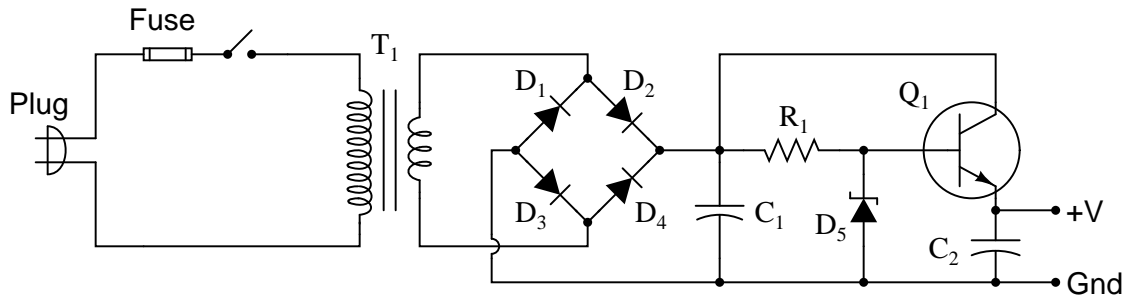 Fuse
Plug
T1
D1
D2
D3
D4
C1
R1
D5
Q1
C2
+V
Gnd